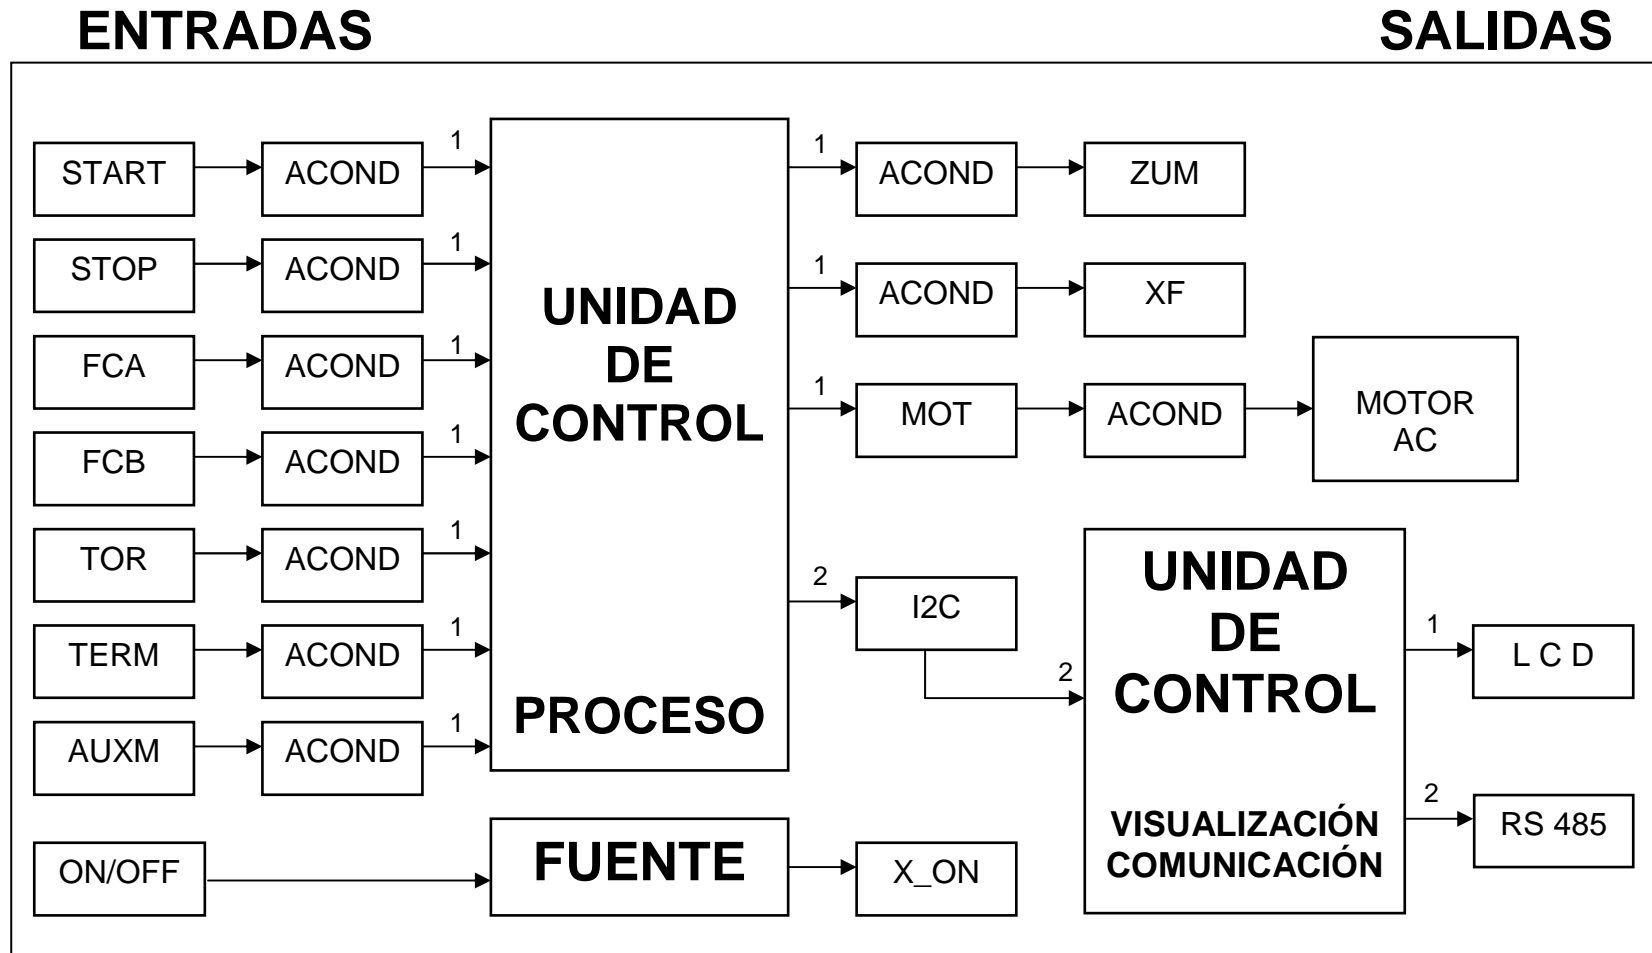 ENTRADAS
SALIDAS
START
ACOND
1
STOP
ACOND
1
FCA
ACOND
1
FCB
ACOND
1
TOR
ACOND
1
TERM
ACOND
1
AUXM
ACOND
1
UNIDAD
DE
CONTROL
PROCESO
1
ACOND
ZUM
1
ACOND
XF
1
MOT
ACOND
MOTOR
AC
2
I2C
2
UNIDAD
DE
CONTROL
VISUALIZACIÓN
COMUNICACIÓN
1
L C D
2
RS 485
ON/OFF
FUENTE
X_ON